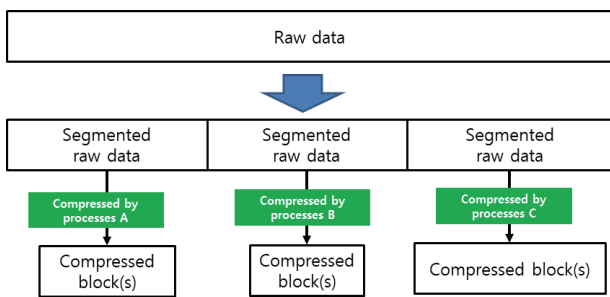 Raw data
Segmented
raw data
Segmented
raw data
Segmented
raw data
Compressed by
processes A
Compressed by
processes B
Compressed by
processes C
Compressed
block(s)
Compressed
block(s)
Compressed block(s)